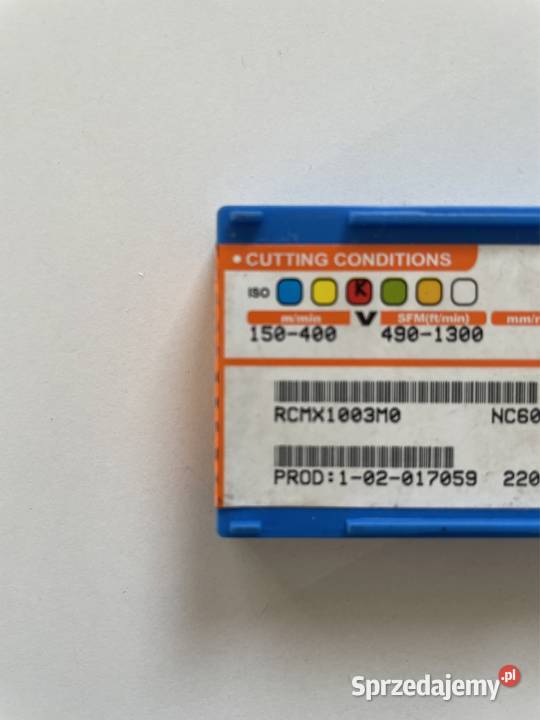 • CUTTING CONDITIONS
ISO K
m/min V SFM(ft/min) mm/r
150-400 490-1300
RCMX1003M0 NC60
PROD:1-02-017059 220
Sprzedajemy.pl